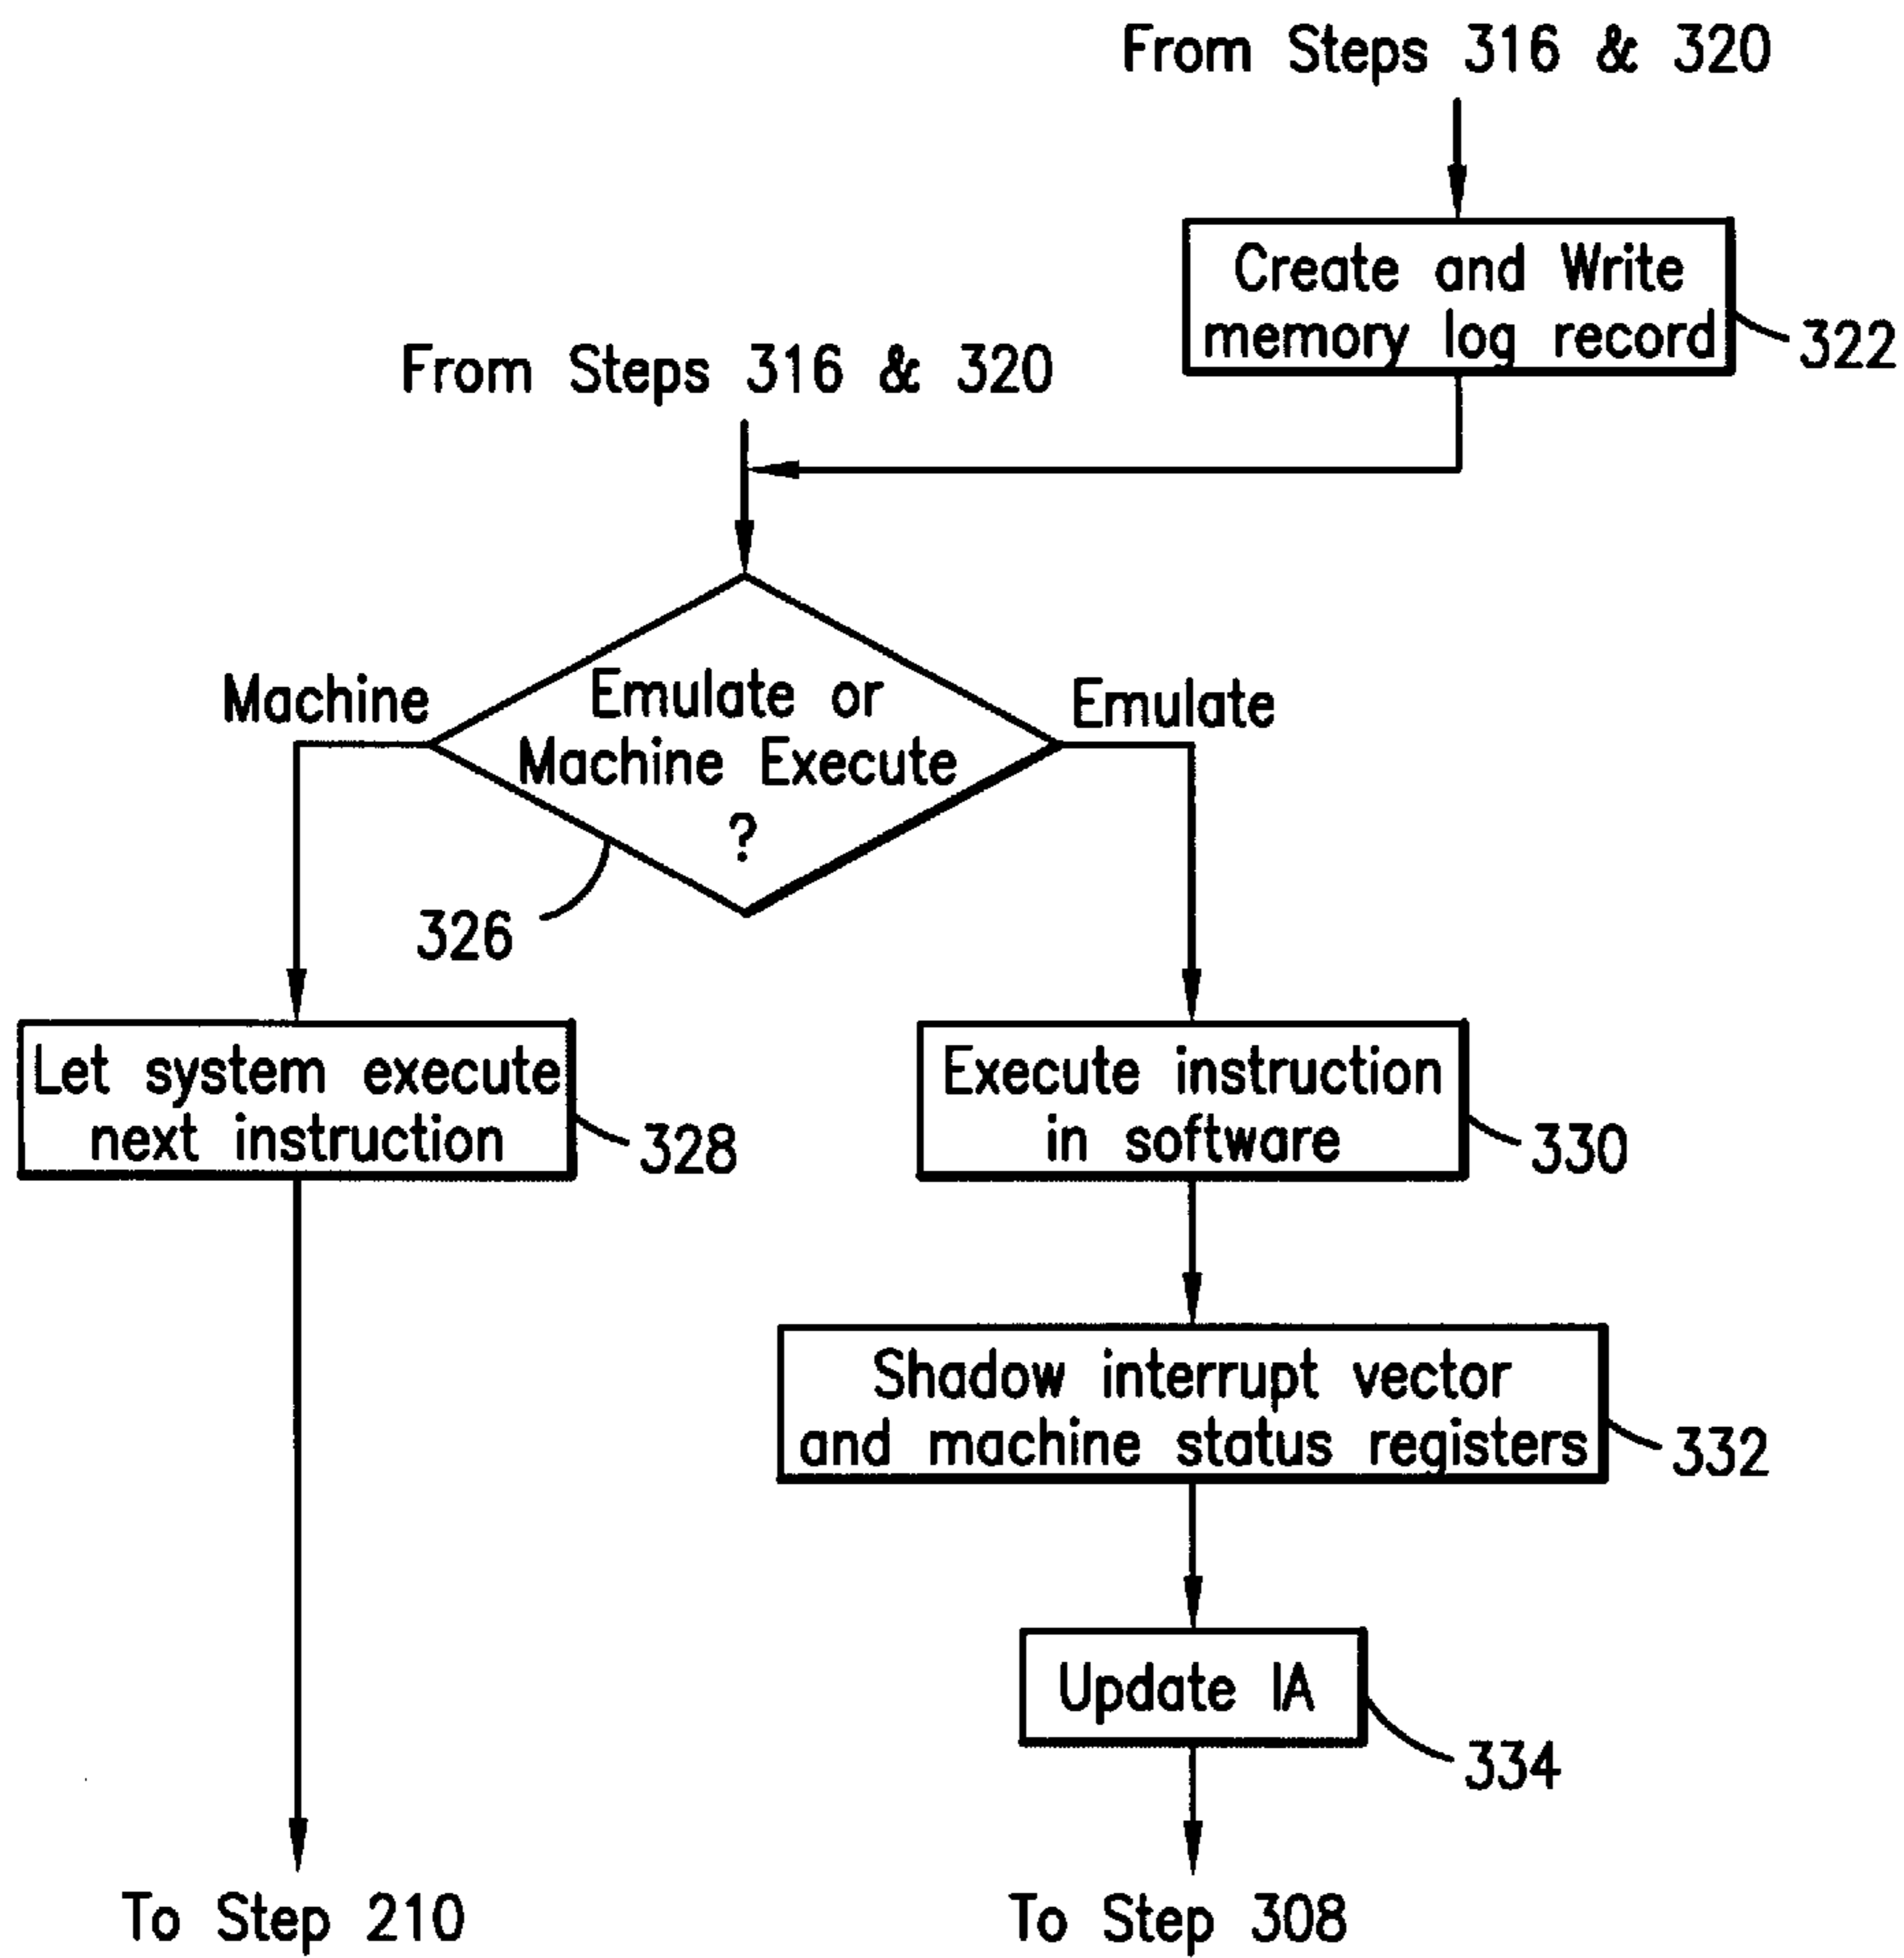 From Steps 316 & 320
Create and Write
memory log record
322
From Steps 316 & 320
Machine
Emulate or
Machine Execute
?
Emulate
326
Let system execute
next instruction
328
Execute instruction
in software
330
Shadow interrupt vector
and machine status registers
332
Update IA
334
To Step 210
To Step 308